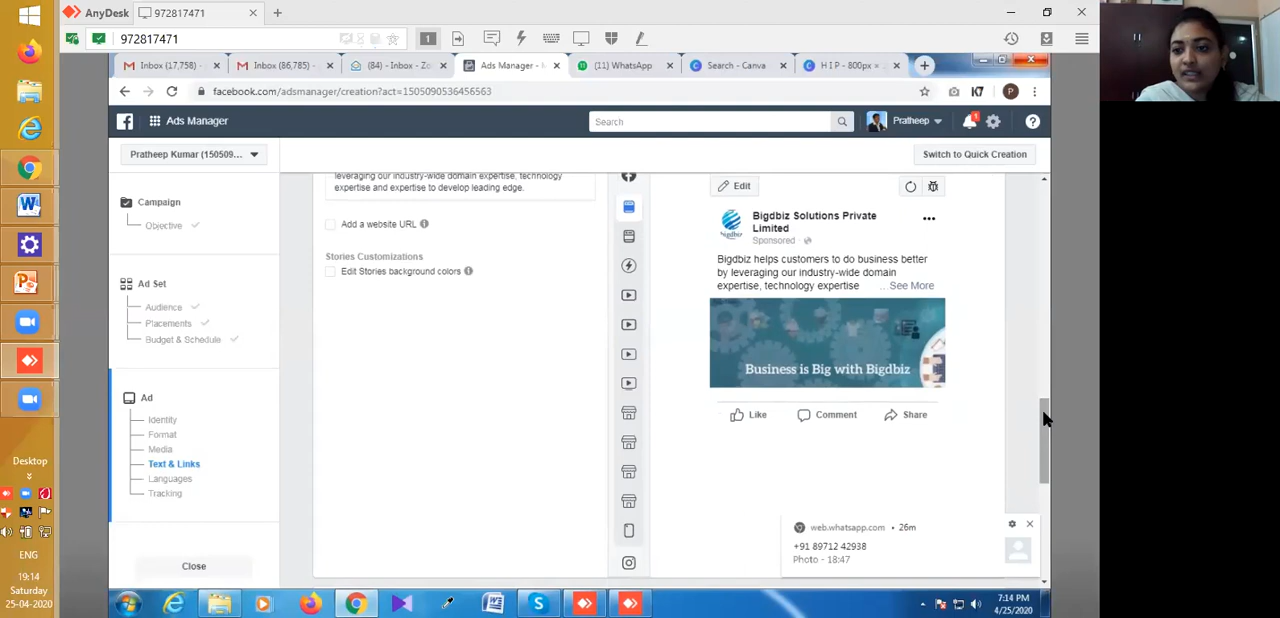 AnyDesk
972817471
972817471
1
Inbox (17,758)
Inbox (86,785)
(84) - Inbox - Zo
Ads Manager -
(11) WhatsApp
Search - Canva
H I P - 800px ×
facebook.com/adsmanager/creation?act=1505090536456563
P
Ads Manager
Search
Pratheep
1
Pratheep Kumar (150509...
Switch to Quick Creation
Campaign
Objective
Ad Set
Audience
Placements
Budget & Schedule
Ad
Identity
Format
Media
Text & Links
Languages
Tracking
Close
leveraging our industry-wide domain expertise, technology
expertise and expertise to develop leading edge.
Add a website URL
Stories Customizations
Edit Stories background colors
Edit
Bigdbiz Solutions Private
Limited
Sponsored ·
bigdbiz
Bigdbiz helps customers to do business better
by leveraging our industry-wide domain
expertise, technology expertise ...See More
Business is Big with Bigdbiz
Like
Comment
Share
web.whatsapp.com • 26m
+91 89712 42938
Photo - 18:47
Desktop
ENG
19:14
Saturday
25-04-2020
7:14 PM
4/25/2020